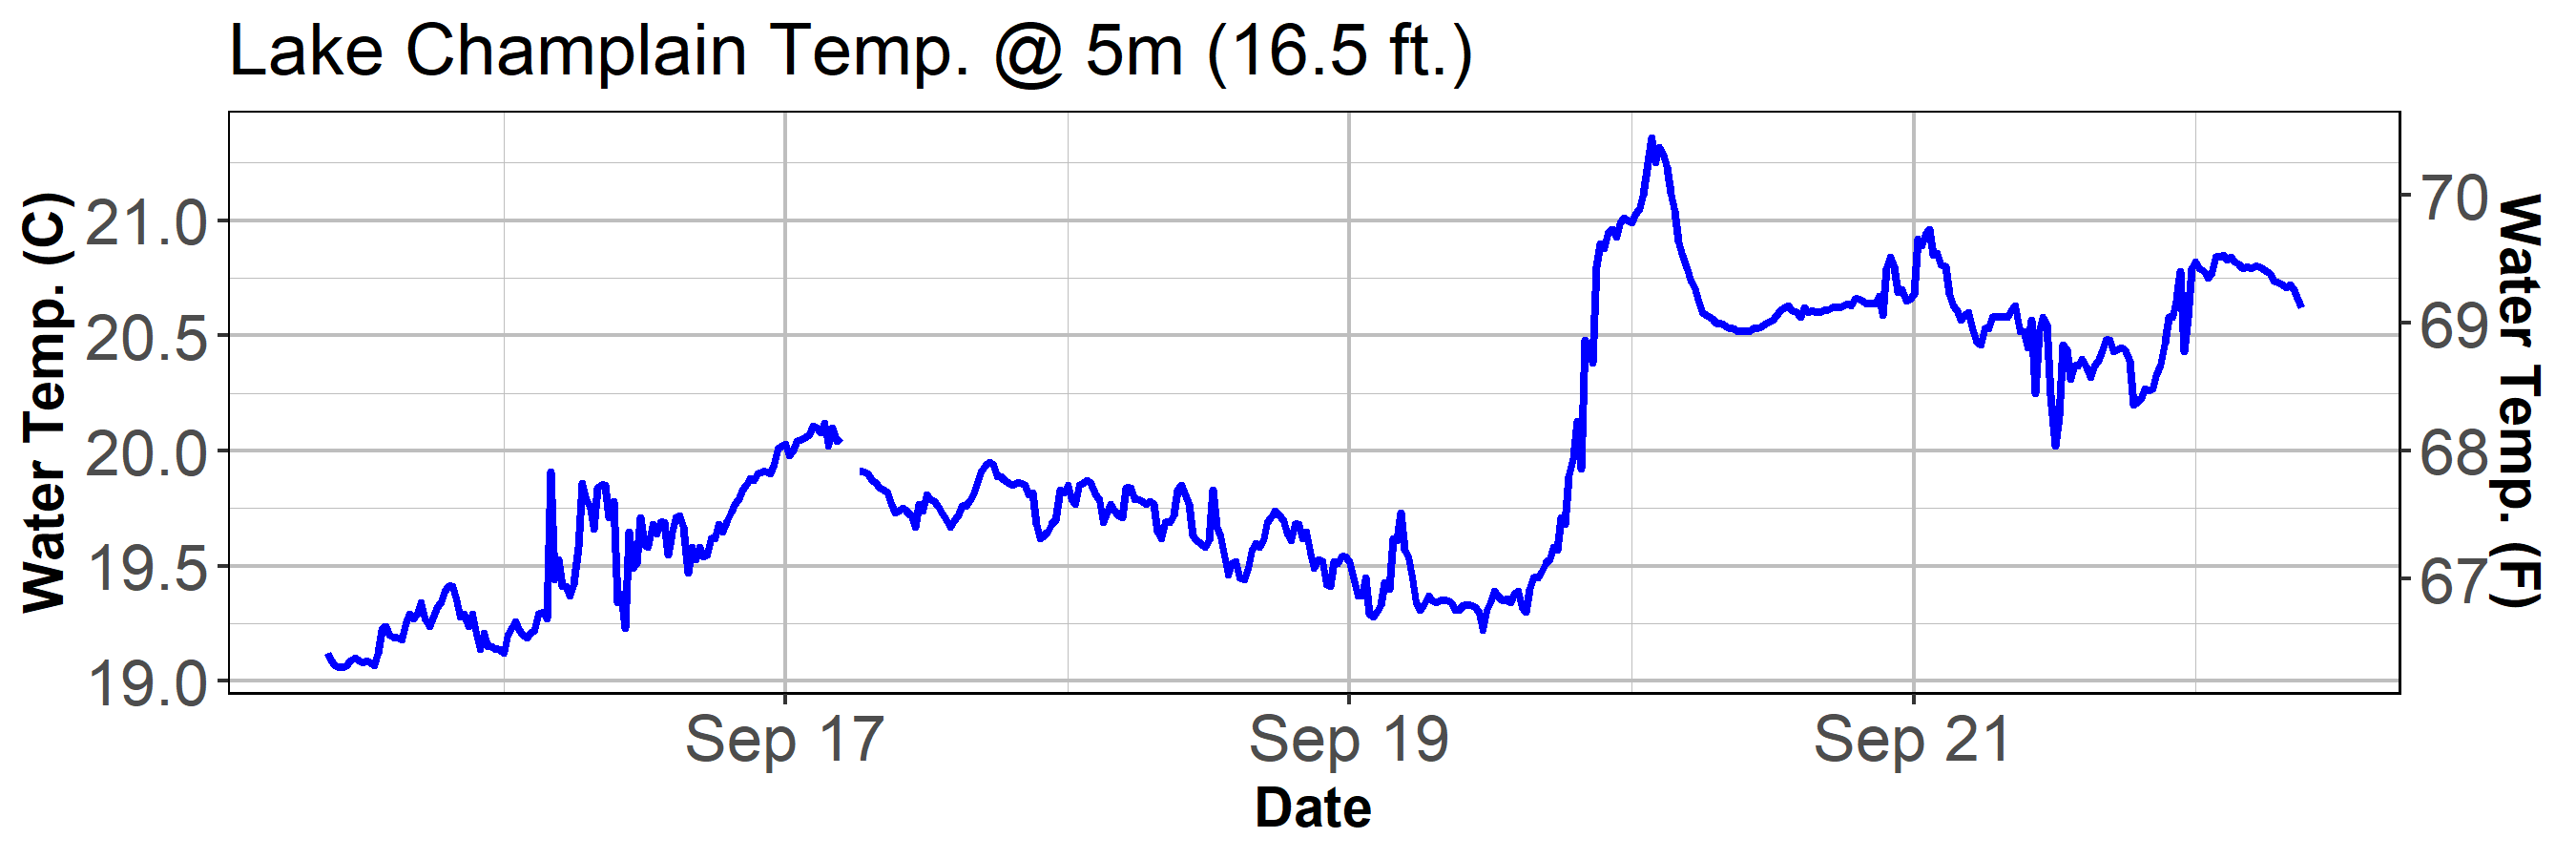 Lake Champlain Temp. @ 5m (16.5 ft.)
Water Temp. (C)
21.0
20.5
20.0
19.5
19.0
70
69
68
67
Water Temp. (F)
Sep 17
Sep 19
Sep 21
Date